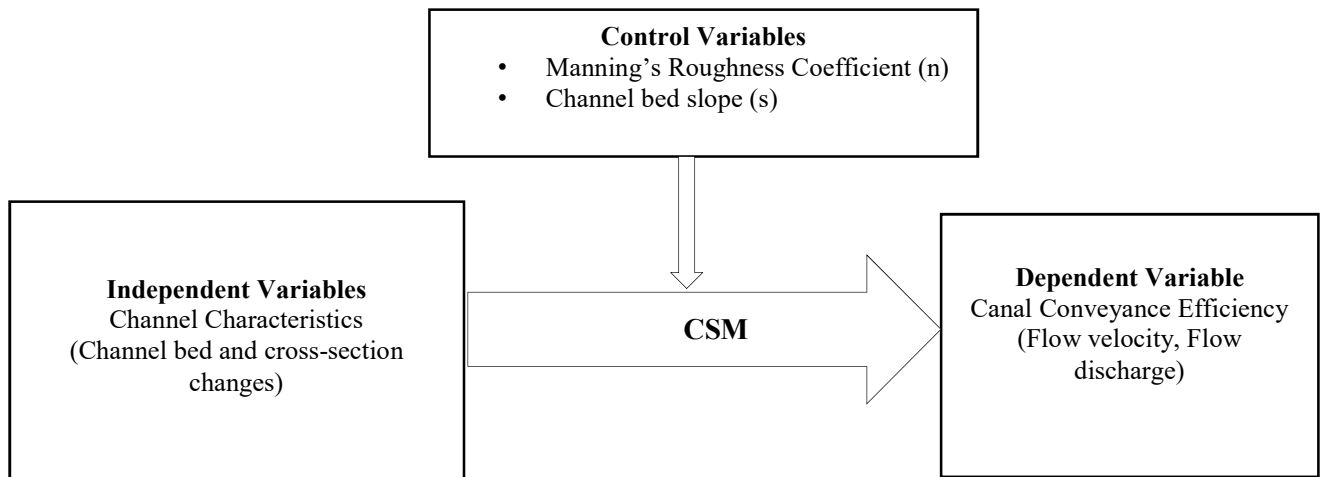 Control Variables
• Manning’s Roughness Coefficient (n)
• Channel bed slope (s)
Independent Variables
Channel Characteristics
(Channel bed and cross-section
changes)
CSM
Dependent Variable
Canal Conveyance Efficiency
(Flow velocity, Flow
discharge)